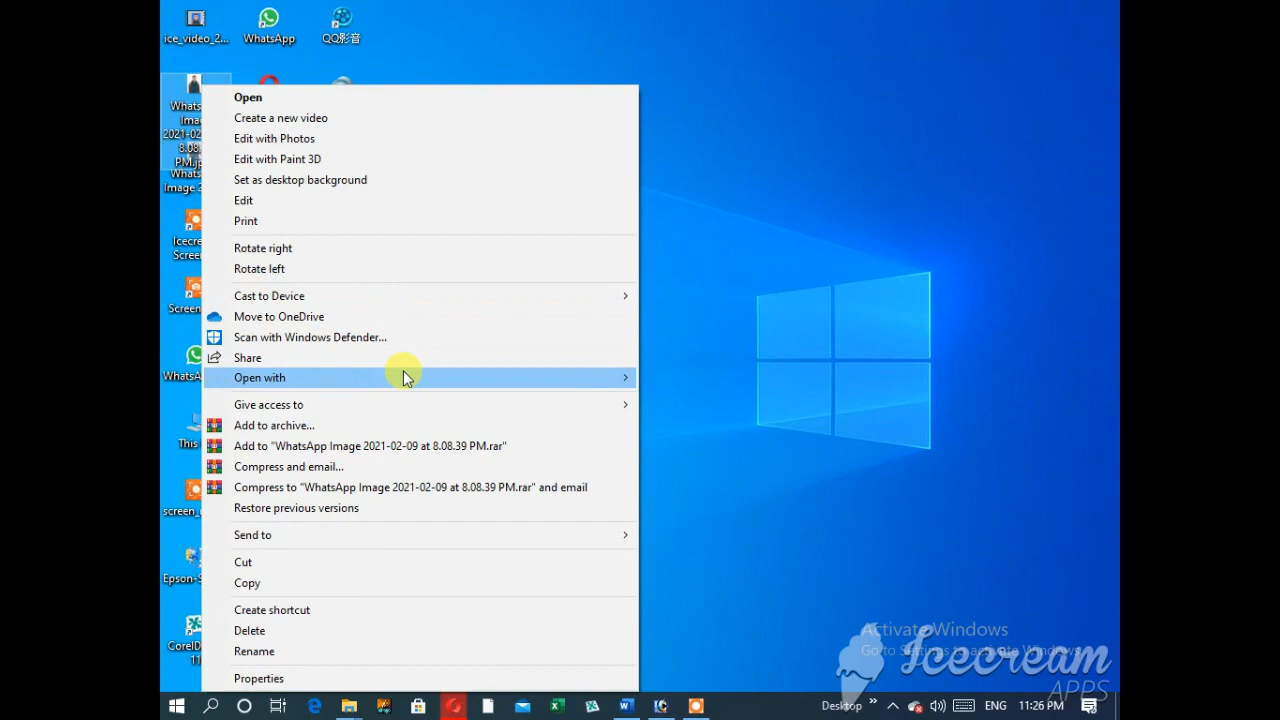 ice_video_2...
WhatsApp
QQ影音
Whats
Ima
2021-02
8.08.
PM.j
Whats
Image 2
Icecre
Scree
Screen
WhatsA
This
screen_
Epson-S
CorelD
11
Open
Create a new video
Edit with Photos
Edit with Paint 3D
Set as desktop background
Edit
Print
Rotate right
Rotate left
Cast to Device
Move to OneDrive
Scan with Windows Defender...
Share
Open with
Give access to
Add to archive...
Add to "WhatsApp Image 2021-02-09 at 8.08.39 PM.rar"
Compress and email...
Compress to "WhatsApp Image 2021-02-09 at 8.08.39 PM.rar" and email
Restore previous versions
Send to
Cut
Copy
Create shortcut
Delete
Rename
Properties
Activate Windows
Go to Settings to activate Windows.
Icecream
APPS
Desktop
ENG
11:26 PM